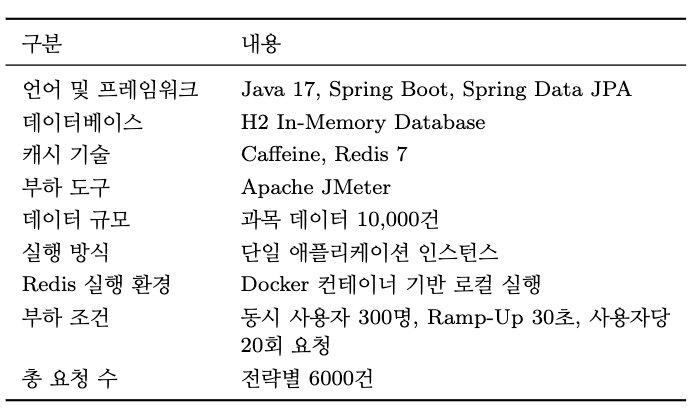 구분 내용
언어 및 프레임워크 Java 17, Spring Boot, Spring Data JPA
데이터베이스 H2 In-Memory Database
캐시 기술 Caffeine, Redis 7
부하 도구 Apache JMeter
데이터 규모 과목 데이터 10,000건
실행 방식 단일 애플리케이션 인스턴스
Redis 실행 환경 Docker 컨테이너 기반 로컬 실행
부하 조건 동시 사용자 300명, Ramp-Up 30초, 사용자당
20회 요청
총 요청 수 전략별 6000건